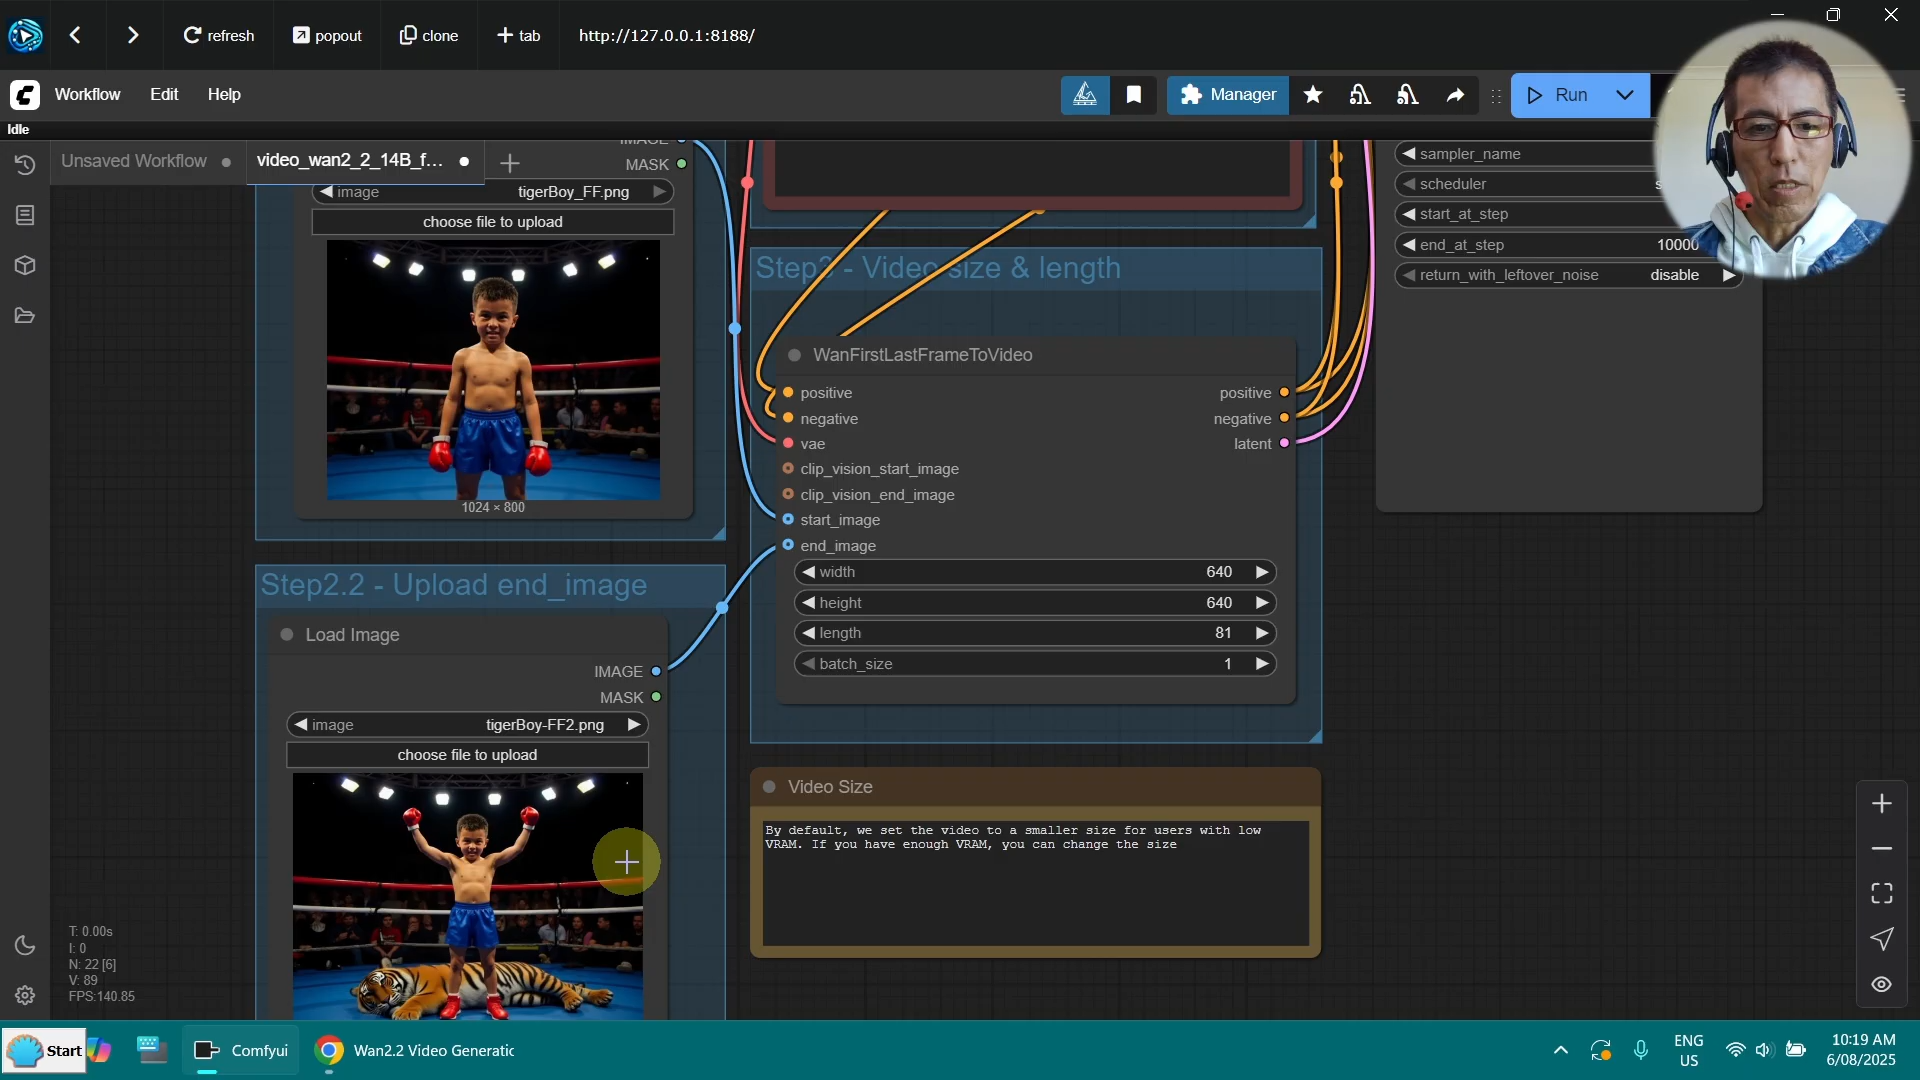 refresh
popout
clone
+ tab
http://127.0.0.1:8188/
Workflow
Edit
Help
Manager
Run
Idle
Unsaved Workflow
video_wan2_2_14B_f...
IMAGE
MASK
image
tigerBoy_FF.png
choose file to upload
1024 × 800
sampler_name
scheduler
start_at_step
end_at_step
10000
return_with_leftover_noise
disable
Step3 - Video size & length
WanFirstLastFrameToVideo
positive
negative
vae
clip_vision_start_image
clip_vision_end_image
start_image
end_image
positive
negative
latent
width 640
height 640
length 81
batch_size 1
Step2.2 - Upload end_image
Load Image
IMAGE
MASK
image
tigerBoy-FF2.png
choose file to upload
Video Size
By default, we set the video to a smaller size for users with low
VRAM. If you have enough VRAM, you can change the size
T: 0.00s
I: 0
N: 22 [6]
V: 89
FPS:140.85
Start
Comfyui
Wan2.2 Video Generatic
ENG
US
10:19 AM
6/08/2025